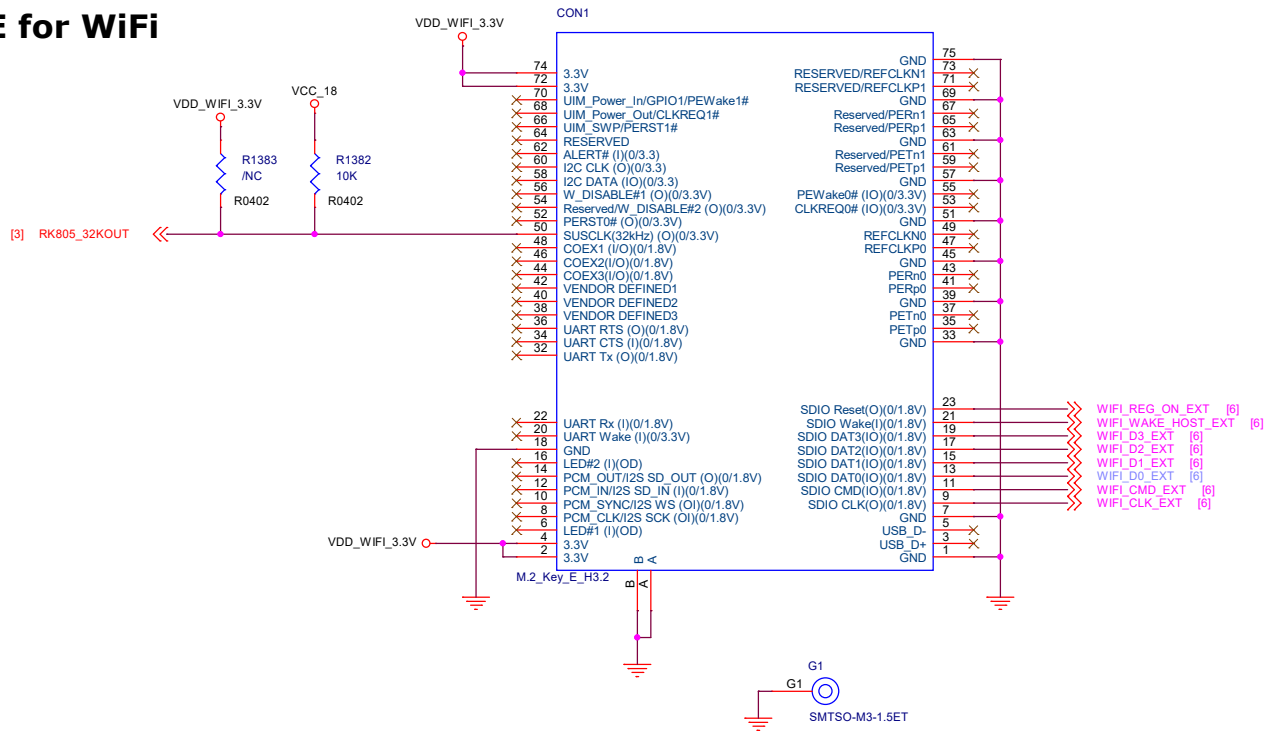 E for WiFi
CON1
VDD_WIFI_3.3V
VCC_18
VDD_WIFI_3.3V
R1383
/NC
R0402
R1382
10K
R0402
[3] RK805_32KOUT
74 3.3V
72 3.3V
70 UIM_Power_In/GPIO1/PEWake1#
68 UIM_Power_Out/CLKREQ1#
66 UIM_SWP/PERST1#
64 RESERVED
62 ALERT# (I)(0/3.3)
60 I2C CLK (O)(0/3.3)
58 I2C DATA (IO)(0/3.3)
56 W_DISABLE#1 (O)(0/3.3V)
54 Reserved/W_DISABLE#2 (O)(0/3.3V)
52 PERST0# (O)(0/3.3V)
50 SUSCLK(32kHz) (O)(0/3.3V)
48 COEX1 (I/O)(0/1.8V)
46 COEX2(I/O)(0/1.8V)
44 COEX3(I/O)(0/1.8V)
42 VENDOR DEFINED1
40 VENDOR DEFINED2
38 VENDOR DEFINED3
36 UART RTS (O)(0/1.8V)
34 UART CTS (I)(0/1.8V)
32 UART Tx (O)(0/1.8V)
22 UART Rx (I)(0/1.8V)
20 UART Wake (I)(0/3.3V)
18 GND
16 LED#2 (I)(OD)
14 PCM_OUT/I2S SD_OUT (O)(0/1.8V)
12 PCM_IN/I2S SD_IN (I)(0/1.8V)
10 PCM_SYNC/I2S WS (OI)(0/1.8V)
8 PCM_CLK/I2S SCK (OI)(0/1.8V)
6 LED#1 (I)(OD)
4 3.3V
2 3.3V
VDD_WIFI_3.3V
GND 75
RESERVED/REFCLKN1 73
RESERVED/REFCLKP1 71
GND 69
Reserved/PERn1 67
Reserved/PERp1 65
GND 63
Reserved/PETn1 61
Reserved/PETp1 59
GND 57
PEWake0# (IO)(0/3.3V) 55
CLKREQ0# (IO)(0/3.3V) 53
GND 51
REFCLKN0 49
REFCLKP0 47
GND 45
PERn0 43
PERp0 41
GND 39
PETn0 37
PETp0 35
GND 33
SDIO Reset(O)(0/1.8V) 23 WIFI_REG_ON_EXT [6]
SDIO Wake(I)(0/1.8V) 21 WIFI_WAKE_HOST_EXT [6]
SDIO DAT3(IO)(0/1.8V) 19 WIFI_D3_EXT [6]
SDIO DAT2(IO)(0/1.8V) 17 WIFI_D2_EXT [6]
SDIO DAT1(IO)(0/1.8V) 15 WIFI_D1_EXT [6]
SDIO DAT0(IO)(0/1.8V) 13 WIFI_D0_EXT [6]
SDIO CMD(IO)(0/1.8V) 11 WIFI_CMD_EXT [6]
SDIO CLK(O)(0/1.8V) 9 WIFI_CLK_EXT [6]
GND 7
USB_D- 5
USB_D+ 3
GND 1
B A
M.2_Key_E_H3.2
B A
G1
G1
SMTSO-M3-1.5ET